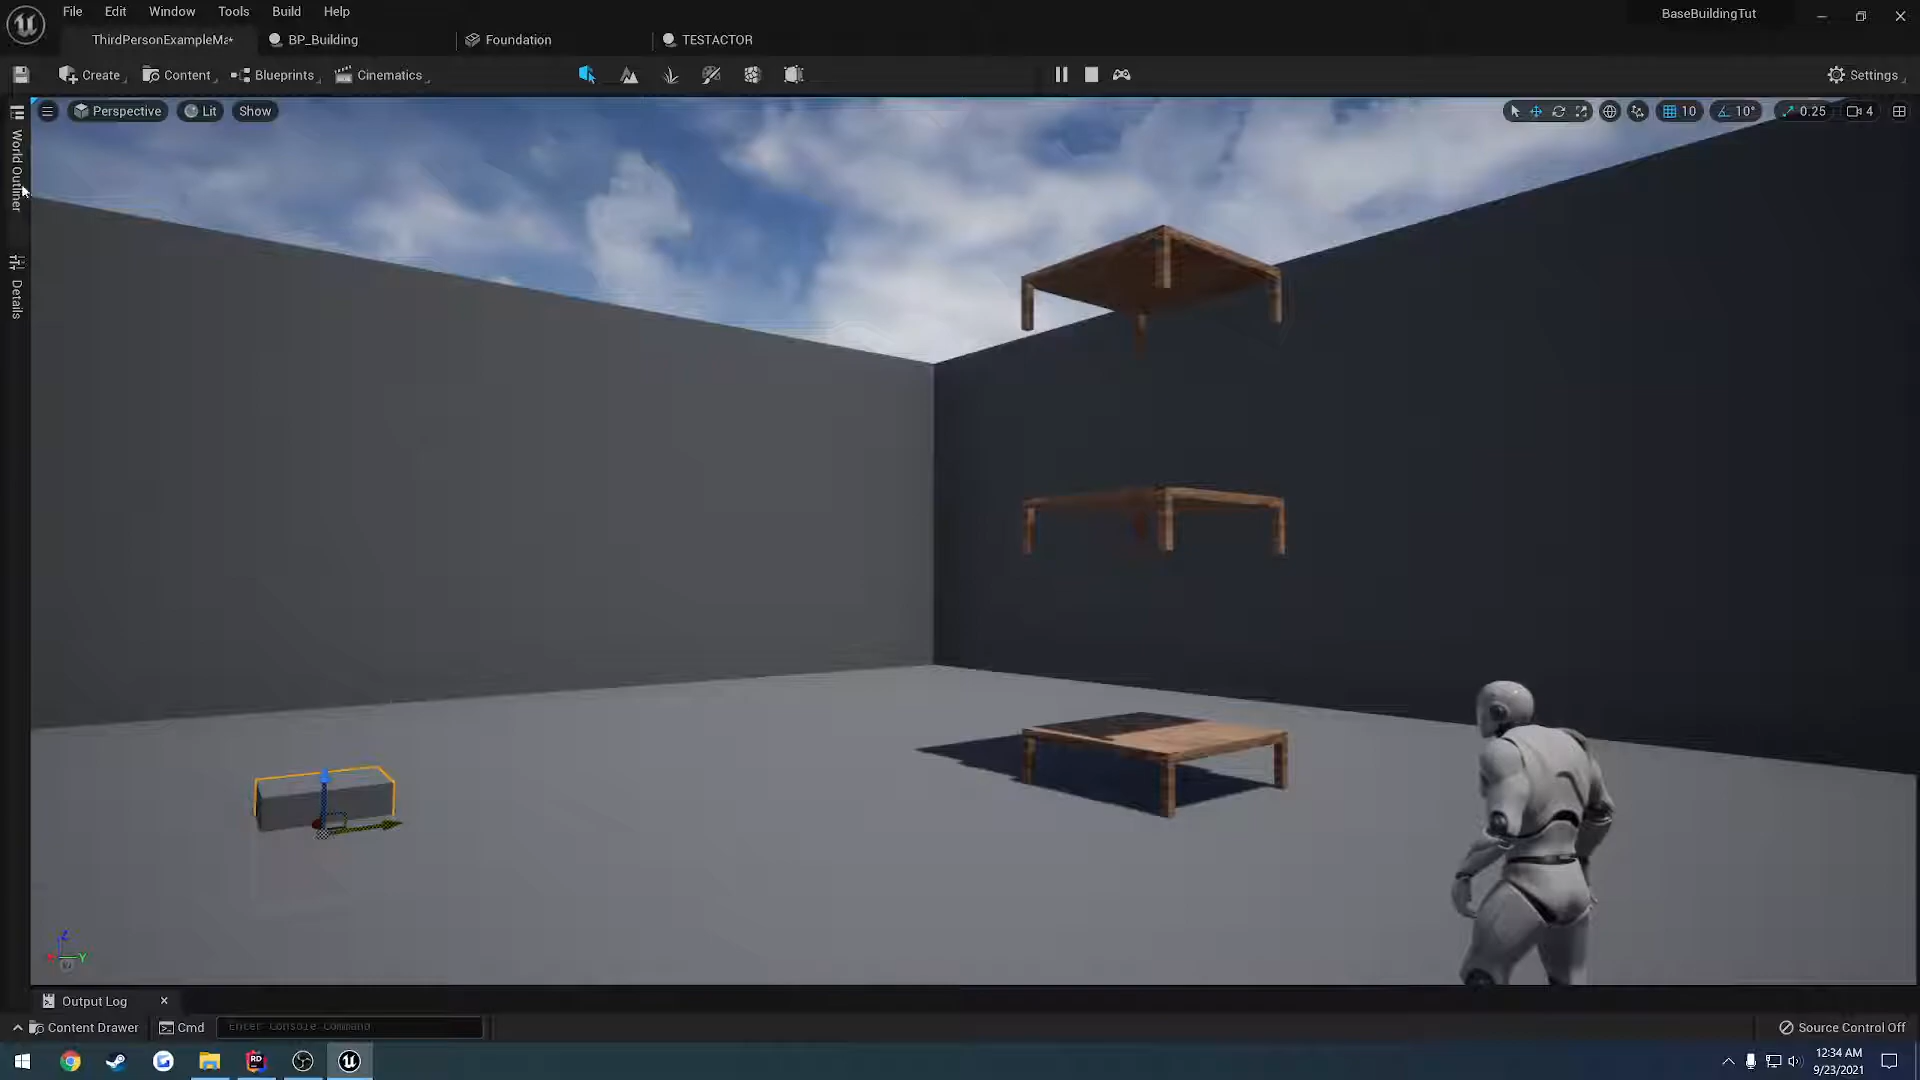 File Edit Window Tools Build Help
BaseBuildingTut
ThirdPersonExampleMa*
BP_Building
Foundation
TESTACTOR
Create
Content
Blueprints
Cinematics
Settings
Perspective
Lit
Show
10
10°
0.25
4
World Outliner
Details
Z
Y
Output Log
Content Drawer
Cmd
Enter Console Command
Source Control Off
RD
12:34 AM
9/23/2021